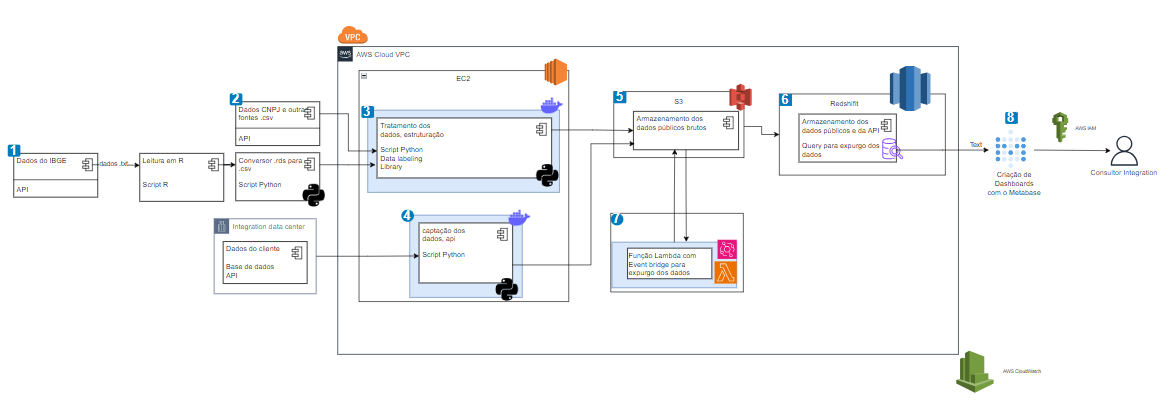 VPC
aws
AWS Cloud VPC
EC2
1
Dados do IBGE
API
dados .txt
Leitura em R
Script R
2
Dados CNPJ e outra
fontes .csv
API
Conversor .rds para
.csv
Script Python
3
Tratamento dos
dados, estruturação
Script Python
Data labeling
Library
Integration data center
Dados do cliente
Base de dados
API
4
captação dos
dados, api
Script Python
5
S3
Armazenamento dos
dados públicos brutos
6
Redshifit
Armazenamento dos
dados públicos e da API
Query para expurgo dos
dados
7
Função Lambda com
Event bridge para
expurgo dos dados
Text
8
Criação de
Dashboards
com o Metabase
AWS IAM
Consultor Integration
AWS CloudWatch